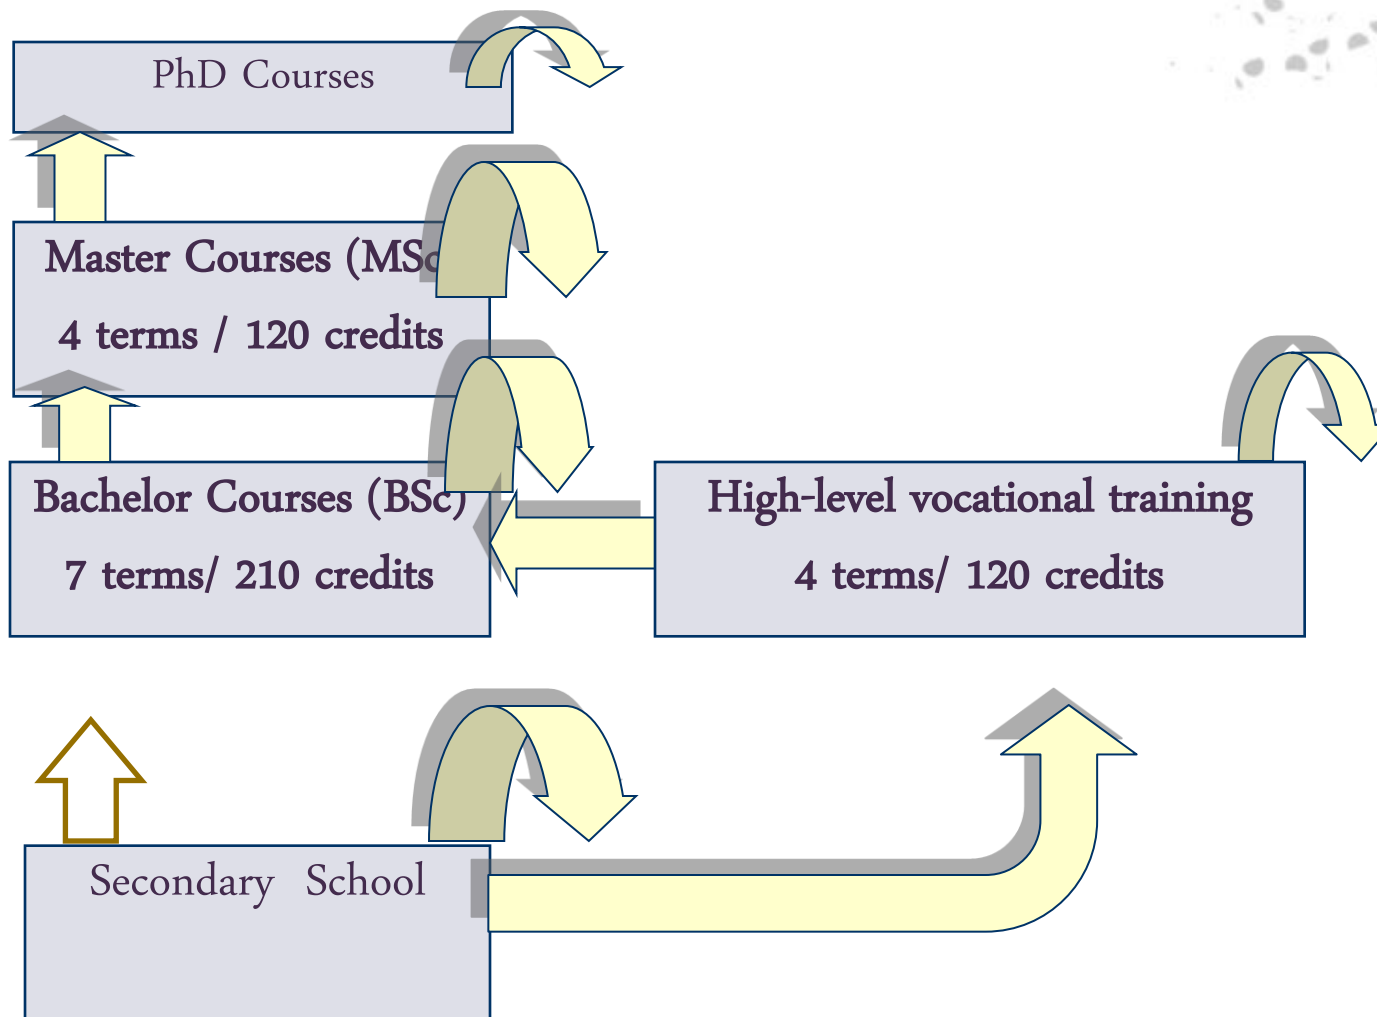 PhD Courses
Master Courses (MSc
4 terms / 120 credits
Bachelor Courses (BSc)
7 terms/ 210 credits
High-level vocational training
4 terms/ 120 credits
Secondary School